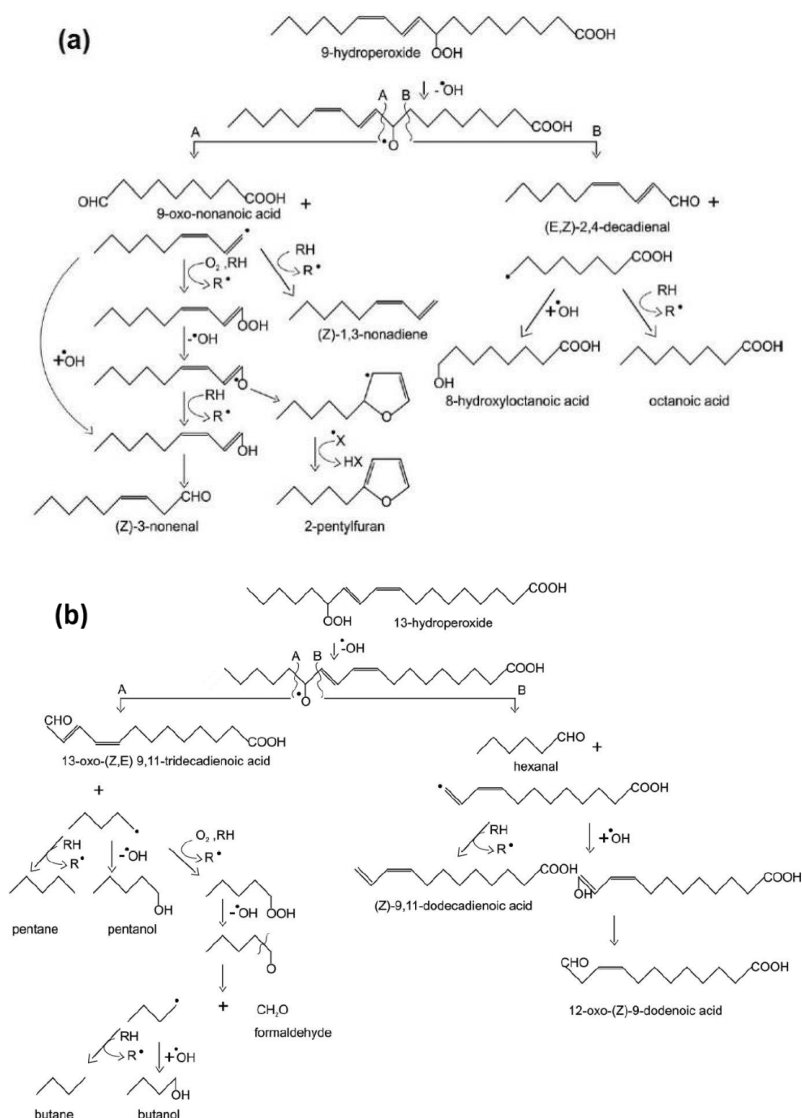 (a)
COOH
OOH
9-hydroperoxide
-•OH
A B
COOH
•O
A B
OHC COOH +
9-oxo-nonanoic acid
CHO +
(E,Z)-2,4-decadienal
O2 ,RH
R•
RH
R•
COOH
OOH
(Z)-1,3-nonadiene
+•OH
RH
R•
-•OH
+•OH
•O
COOH
OH
8-hydroxyloctanoic acid
COOH
octanoic acid
RH
R•
O
OH
•X
HX
CHO
(Z)-3-nonenal
O
2-pentylfuran
(b)
COOH
OOH
13-hydroperoxide
-•OH
A B
COOH
•O
A B
CHO
COOH
13-oxo-(Z,E) 9,11-tridecadienoic acid
CHO +
hexanal
+
COOH
RH
R•
-•OH
O2 ,RH
R•
RH
R•
+•OH
pentane
OH
pentanol
OOH
COOH
(Z)-9,11-dodecadienoic acid
OH
COOH
-•OH
O
CHO
COOH
12-oxo-(Z)-9-dodenoic acid
+
CH2O
formaldehyde
RH
R•
+•OH
butane
OH
butanol